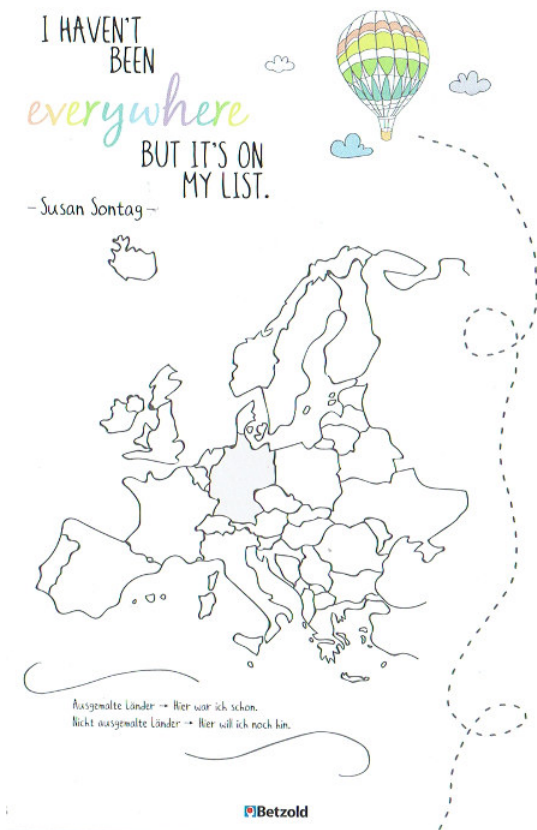 I HAVEN'T
BEEN
everywhere
BUT IT'S ON
MY LIST.
- Susan Sontag -
Ausgemalte Länder → Hier war ich schon.
Nicht ausgemalte Länder → Hier will ich noch hin.
Betzold